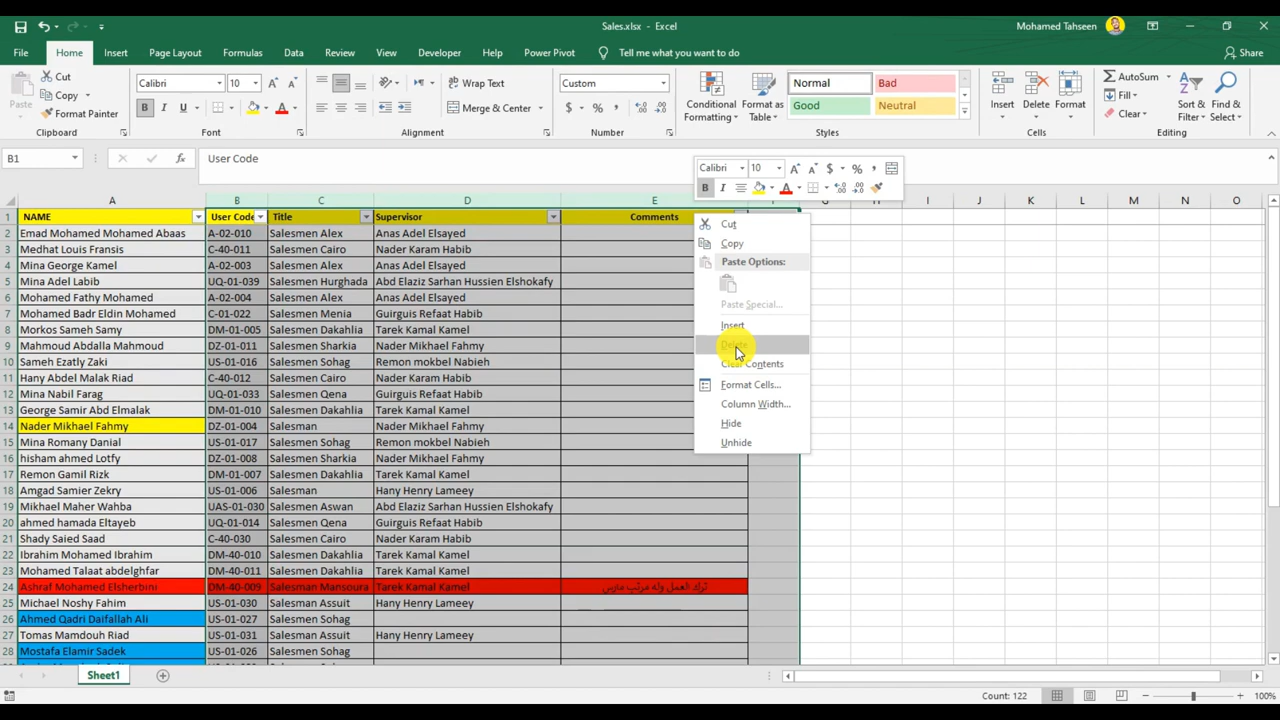 Sales.xlsx - Excel
Mohamed Tahseen
File Home Insert Page Layout Formulas Data Review View Developer Help Power Pivot Tell me what you want to do Share
Paste Cut Copy Format Painter Clipboard
Calibri 10 Font
Wrap Text Merge & Center Alignment
Custom Number
Conditional Formatting Format as Table Normal Bad Good Neutral Styles
Insert Delete Format Cells
AutoSum Fill Clear Sort & Filter Find & Select Editing
B1 User Code
Calibri 10
A B C D E H I J K L M N O
1 NAME User Code Title Supervisor Comments
2 Emad Mohamed Mohamed Abaas A-02-010 Salesmen Alex Anas Adel Elsayed
3 Medhat Louis Fransis C-40-011 Salesmen Cairo Nader Karam Habib
4 Mina George Kamel A-02-003 Salesmen Alex Anas Adel Elsayed
5 Mina Adel Labib UQ-01-039 Salesmen Hurghada Abd Elaziz Sarhan Hussien Elshokafy
6 Mohamed Fathy Mohamed A-02-004 Salesmen Alex Anas Adel Elsayed
7 Mohamed Badr Eldin Mohamed C-01-022 Salesmen Menia Guirguis Refaat Habib
8 Morkos Sameh Samy DM-01-005 Salesmen Dakahlia Tarek Kamal Kamel
9 Mahmoud Abdalla Mahmoud DZ-01-011 Salesmen Sharkia Nader Mikhael Fahmy
10 Sameh Ezatly Zaki US-01-016 Salesmen Sohag Remon mokbel Nabieh
11 Hany Abdel Malak Riad C-40-012 Salesmen Cairo Nader Karam Habib
12 Mina Nabil Farag UQ-01-033 Salesmen Qena Guirguis Refaat Habib
13 George Samir Abd Elmalak DM-01-010 Salesmen Dakahlia Tarek Kamal Kamel
14 Nader Mikhael Fahmy DZ-01-004 Salesman Nader Mikhael Fahmy
15 Mina Romany Danial US-01-017 Salesmen Sohag Remon mokbel Nabieh
16 hisham ahmed Lotfy DZ-01-008 Salesmen Sharkia Nader Mikhael Fahmy
17 Remon Gamil Rizk DM-01-007 Salesmen Dakahlia Tarek Kamal Kamel
18 Amgad Samier Zekry US-01-006 Salesman Hany Henry Lameey
19 Mikhael Maher Wahba UAS-01-030 Salesmen Aswan Abd Elaziz Sarhan Hussien Elshokafy
20 ahmed hamada Eltayeb UQ-01-014 Salesmen Qena Guirguis Refaat Habib
21 Shady Saied Saad C-40-030 Salesmen Cairo Nader Karam Habib
22 Ibrahim Mohamed Ibrahim DM-40-010 Salesmen Dakahlia Tarek Kamal Kamel
23 Mohamed Talaat abdelghfar DM-40-011 Salesmen Dakahlia Tarek Kamal Kamel
24 Ashraf Mohamed Elsherbini DM-40-009 Salesman Mansoura Tarek Kamal Kamel ترك العمل وله مرتب مارس
25 Michael Noshy Fahim US-01-030 Salesman Assuit Hany Henry Lameey
26 Ahmed Qadri Daifallah Ali US-01-027 Salesmen Sohag
27 Tomas Mamdouh Riad US-01-031 Salesman Assuit Hany Henry Lameey
28 Mostafa Elamir Sadek US-01-026 Salesmen Sohag
Cut
Copy
Paste Options:
Paste Special...
Insert
Delete
Clear Contents
Format Cells...
Column Width...
Hide
Unhide
Sheet1
Count: 122 100%